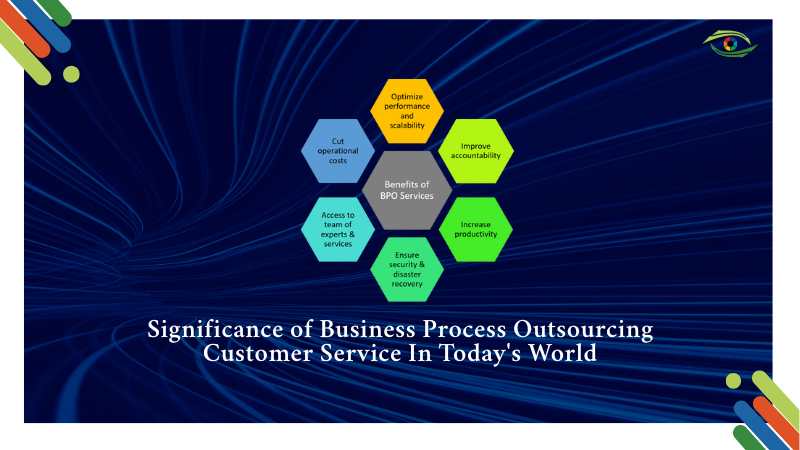 Optimize
performance
and
scalability
Cut
operational
costs
Improve
accountability
Benefits of
BPO Services
Access to
team of
experts &
services
Increase
productivity
Ensure
security &
disaster
recovery
Significance of Business Process Outsourcing
Customer Service In Today's World